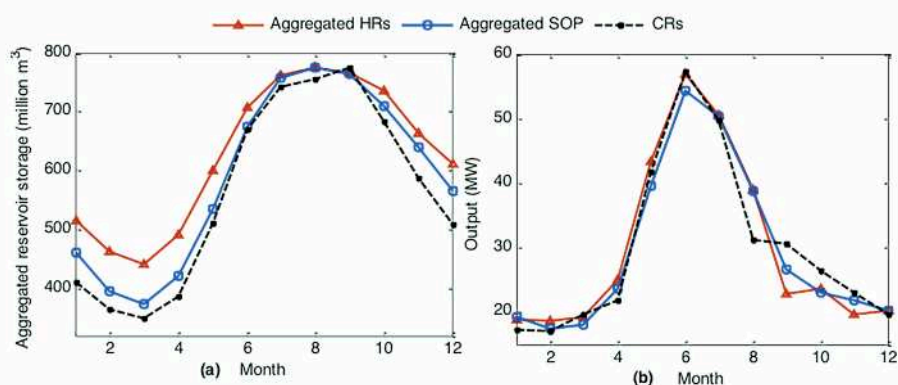 Aggregated HRs Aggregated SOP CRs
Aggregated reservoir storage (million m³)
800
700
600
500
400
2 4 6 8 10 12
(a) Month
Output (MW)
60
50
40
30
20
2 4 6 8 10 12
(b) Month